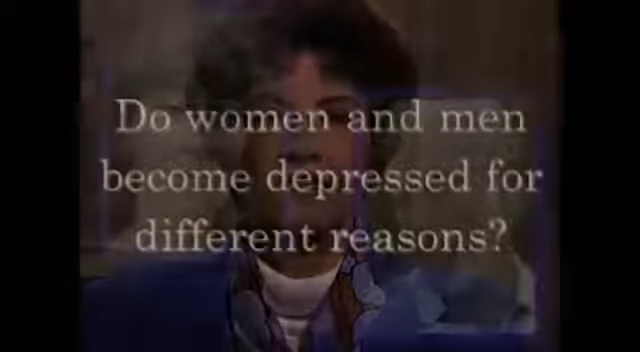 Do women and men
become depressed for
different reasons?